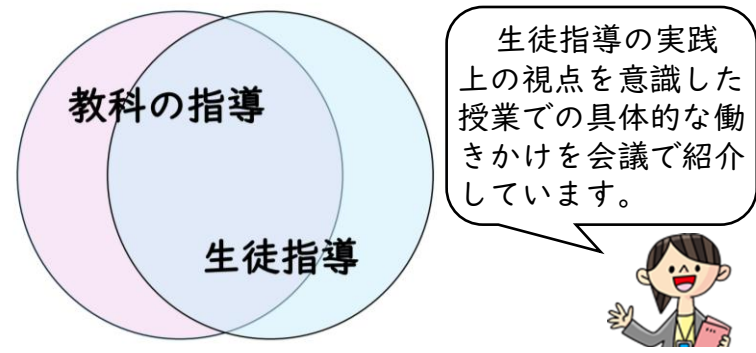 教科の指導
生徒指導
生徒指導の実践
上の視点を意識した
授業での具体的な働
きかけを会議で紹介
しています。